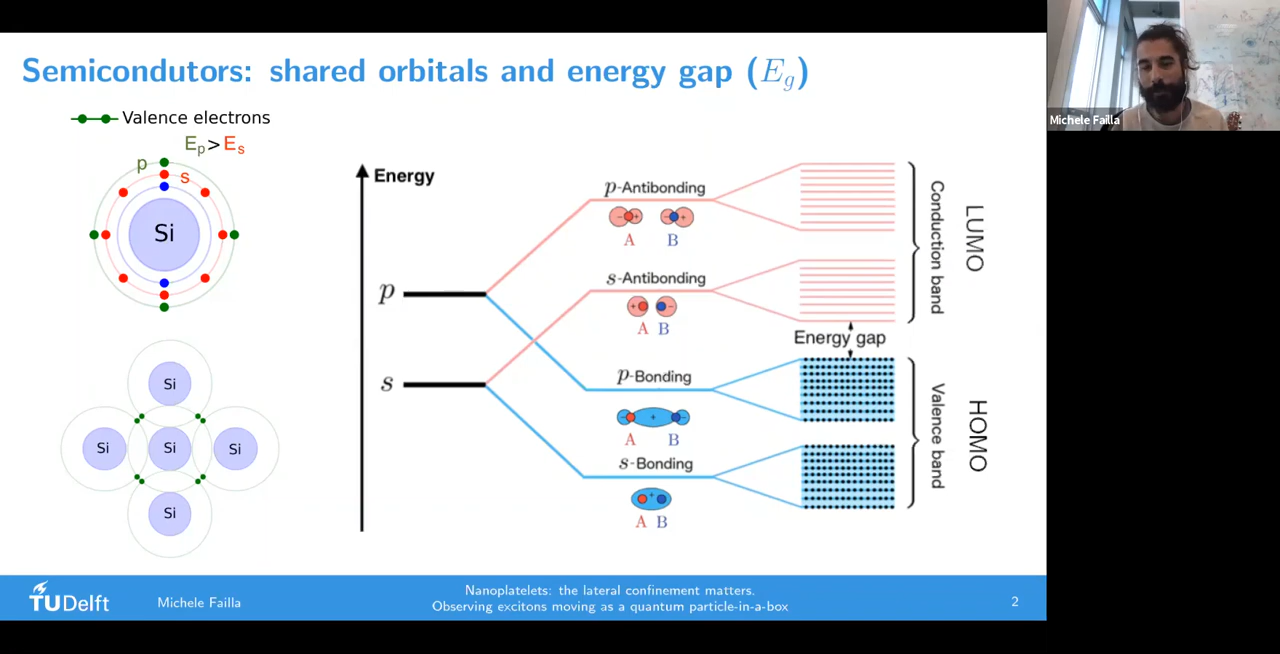 Semicondutors: shared orbitals and energy gap (E_g)
Michele Failla
Valence electrons
E_p>E_s
p
s
Si
Si
Si
Si
Si
Si
Energy
p
s
p-Antibonding
− + − +
A B
s-Antibonding
+ −
A B
p-Bonding
− + −
A B
s-Bonding
+
A B
Energy gap
Conduction band
LUMO
Valence band
HOMO
TUDelft
Michele Failla
Nanoplatelets: the lateral confinement matters.
Observing excitons moving as a quantum particle-in-a-box
2